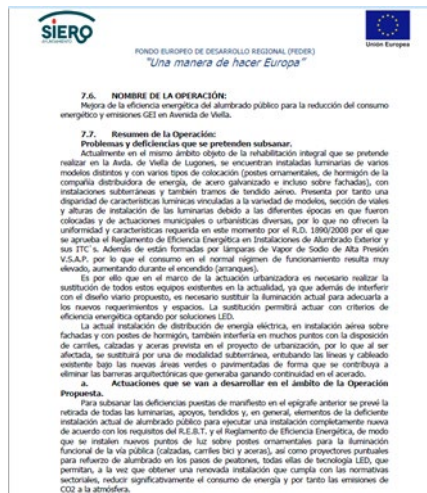 SIERO
AYUNTAMIENTO
Unión Europea
FONDO EUROPEO DE DESARROLLO REGIONAL (FEDER)
"Una manera de hacer Europa"
7.6. NOMBRE DE LA OPERACIÓN:
Mejora de la eficiencia energética del alumbrado público para la reducción del consumo
energético y emisiones GEI en Avenida de Viella.
7.7. Resumen de la Operación:
Problemas y deficiencias que se pretenden subsanar.
Actualmente en el mismo ámbito objeto de la rehabilitación integral que se pretende
realizar en la Avda. de Viella de Lugones, se encuentran instaladas luminarias de varios
modelos distintos y con varios tipos de colocación (postes ornamentales, de hormigón de la
compañía distribuidora de energía, de acero galvanizado e incluso sobre fachadas), con
instalaciones subterráneas y también tramos de tendido aéreo. Presenta por tanto una
disparidad de características lumínicas vinculadas a la variedad de modelos, sección de viales
y alturas de instalación de las luminarias debido a las diferentes épocas en que fueron
colocadas y de actuaciones municipales o urbanísticas diversas, por lo que no ofrecen la
uniformidad y características requerida en este momento por el R.D. 1890/2008 por el que
se aprueba el Reglamento de Eficiencia Energética en Instalaciones de Alumbrado Exterior y
sus ITC´s. Además de están formadas por lámparas de Vapor de Sodio de Alta Presión
V.S.A.P. por lo que el consumo en el normal régimen de funcionamiento resulta muy
elevado, aumentando durante el encendido (arranques).
Es por ello que en el marco de la actuación urbanizadora es necesario realizar la
sustitución de todos estos equipos existentes en la actualidad, ya que además de interferir
con el diseño viario propuesto, es necesario sustituir la iluminación actual para adecuarla a
los nuevos requerimientos y espacios. La sustitución permitirá actuar con criterios de
eficiencia energética optando por soluciones LED.
La actual instalación de distribución de energía eléctrica, en instalación aérea sobre
fachadas y con postes de hormigón, también interfería en muchos puntos con la disposición
de carriles, calzadas y aceras prevista en el proyecto de urbanización, por lo que al ser
afectada, se sustituirá por una de modalidad subterránea, entubando las líneas y cableado
existente bajo las nuevas áreas verdes o pavimentadas de forma que se contribuya a
eliminar las barreras arquitectónicas que generaba ganando continuidad en el acerado.
a. Actuaciones que se van a desarrollar en el ámbito de la Operación
Propuesta.
Para subsanar las deficiencias puestas de manifiesto en el epígrafe anterior se prevé la
retirada de todas las luminarias, apoyos, tendidos y, en general, elementos de la deficiente
instalación actual de alumbrado público para ejecutar una instalación completamente nueva
de acuerdo con los requisitos del R.E.B.T. y el Reglamento de Eficiencia Energética, de modo
que se instalen nuevos puntos de luz sobre postes ornamentales para la iluminación
funcional de la vía pública (calzadas, carriles bici y aceras), así como proyectores puntuales
para refuerzo de alumbrado en los pasos de peatones, todas ellas de tecnología LED, que
permitan, a la vez que obtener una renovada instalación que cumpla con las normativas
sectoriales, reducir significativamente el consumo de energía y por tanto las emisiones de
CO2 a la atmósfera.